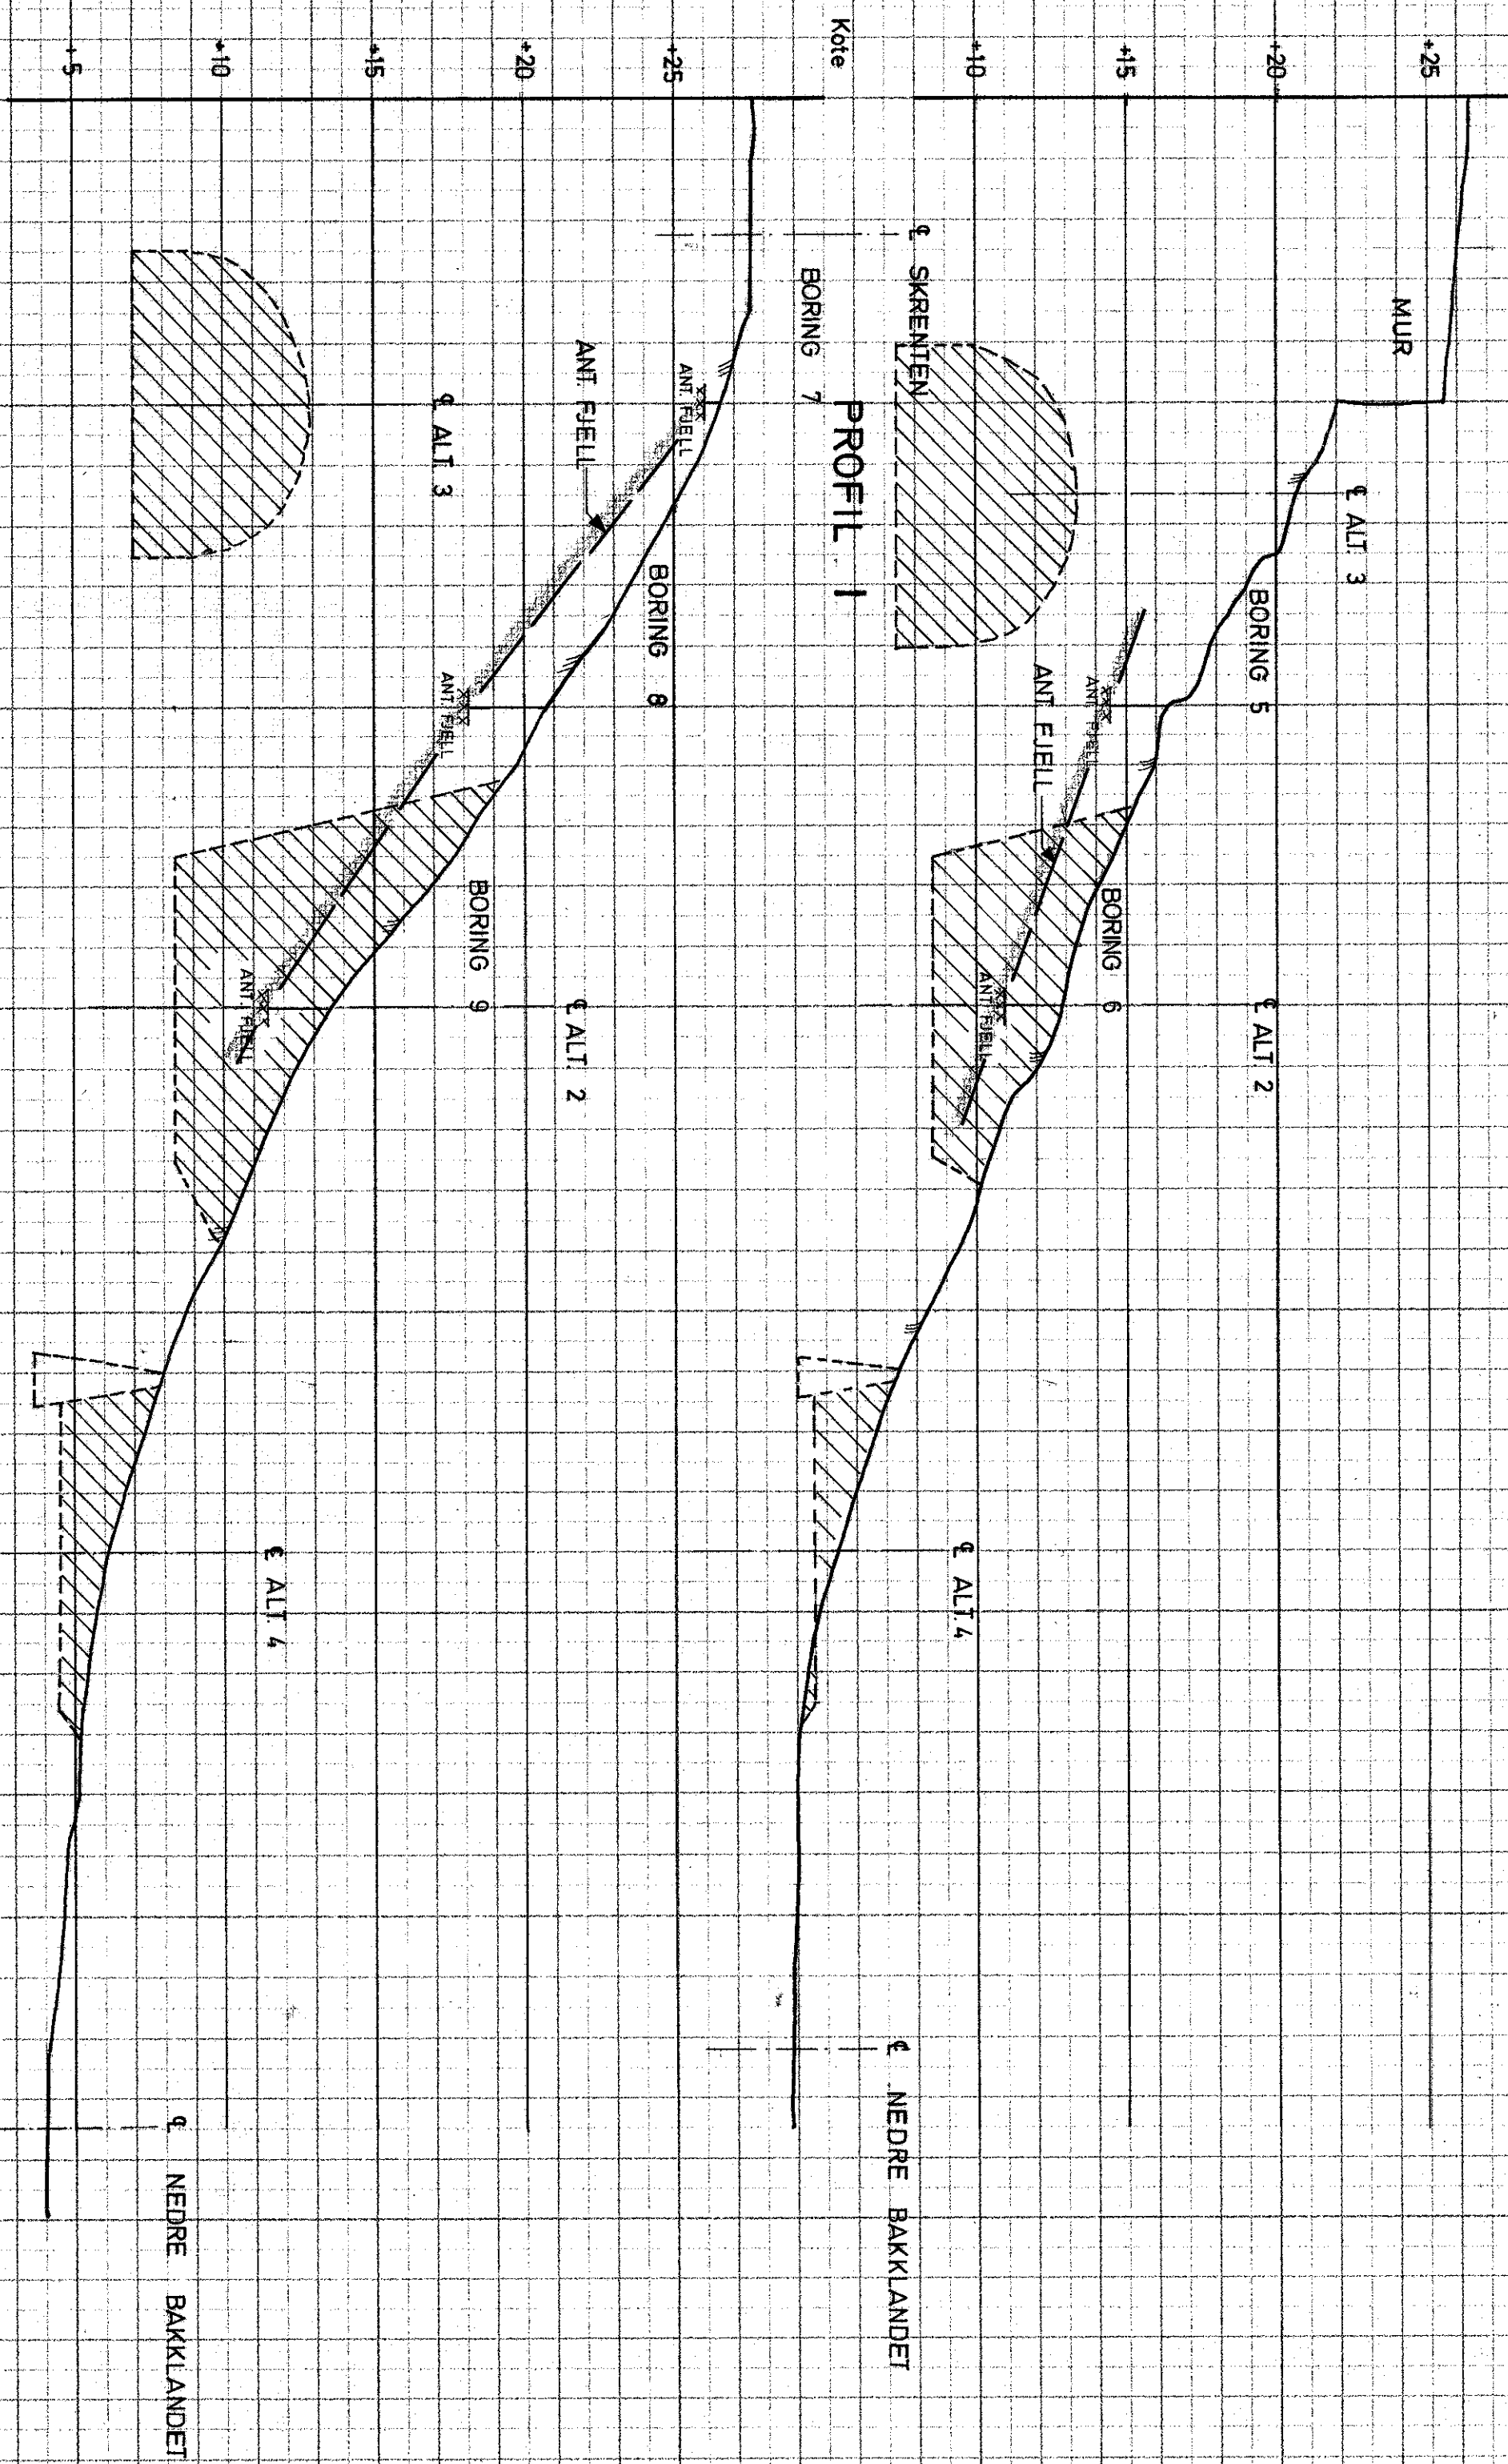 +25
+20
+15
+10
MUR
℄ ALT. 3
BORING 5
ANT. FJELL
ANT. FJELL
BORING 6
℄ ALT. 2
ANT. FJELL
℄ ALT. 4
℄ NEDRE BAKKLANDET
PROFIL 1
Kote
+25
+20
+15
+10
+5
℄ SKRENTEN
BORING 7
ANT. FJELL
ANT. FJELL
BORING 8
℄ ALT. 3
ANT. FJELL
BORING 9
℄ ALT. 2
ANT. FJELL
℄ ALT. 4
℄ NEDRE BAKKLANDET